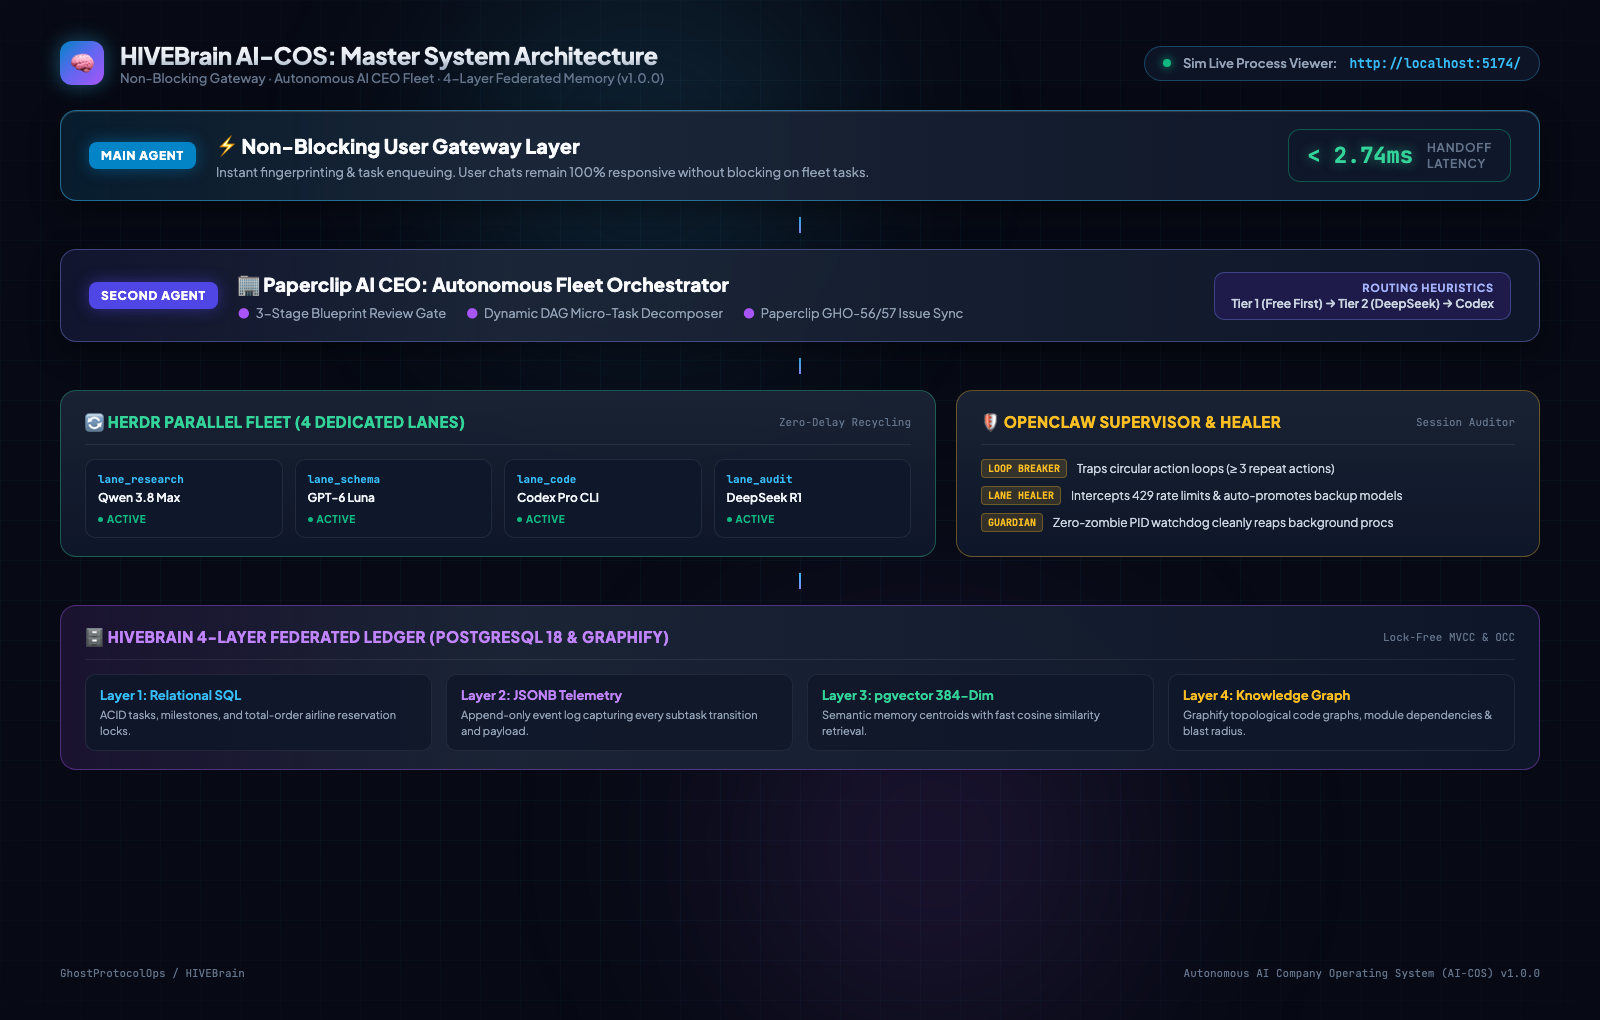 HIVEBrain AI-COS: Master System Architecture
Non-Blocking Gateway · Autonomous AI CEO Fleet · 4-Layer Federated Memory (v1.0.0)
Sim Live Process Viewer: http://localhost:5174/
MAIN AGENT
⚡ Non-Blocking User Gateway Layer
Instant fingerprinting & task enqueuing. User chats remain 100% responsive without blocking on fleet tasks.
< 2.74ms
HANDOFF
LATENCY
SECOND AGENT
🏢 Paperclip AI CEO: Autonomous Fleet Orchestrator
3-Stage Blueprint Review Gate
Dynamic DAG Micro-Task Decomposer
Paperclip GHO-56/57 Issue Sync
ROUTING HEURISTICS
Tier 1 (Free First) → Tier 2 (DeepSeek) → Codex
🔄 HERDR PARALLEL FLEET (4 DEDICATED LANES)
Zero-Delay Recycling
lane_research
Qwen 3.8 Max
ACTIVE
lane_schema
GPT-6 Luna
ACTIVE
lane_code
Codex Pro CLI
ACTIVE
lane_audit
DeepSeek R1
ACTIVE
🛡️ OPENCLAW SUPERVISOR & HEALER
Session Auditor
LOOP BREAKER Traps circular action loops (≥ 3 repeat actions)
LANE HEALER Intercepts 429 rate limits & auto-promotes backup models
GUARDIAN Zero-zombie PID watchdog cleanly reaps background procs
🗄️ HIVEBRAIN 4-LAYER FEDERATED LEDGER (POSTGRESQL 18 & GRAPHIFY)
Lock-Free MVCC & OCC
Layer 1: Relational SQL
ACID tasks, milestones, and total-order airline reservation
locks.
Layer 2: JSONB Telemetry
Append-only event log capturing every subtask transition
and payload.
Layer 3: pgvector 384-Dim
Semantic memory centroids with fast cosine similarity
retrieval.
Layer 4: Knowledge Graph
Graphify topological code graphs, module dependencies &
blast radius.
GhostProtocolOps / HIVEBrain
Autonomous AI Company Operating System (AI-COS) v1.0.0